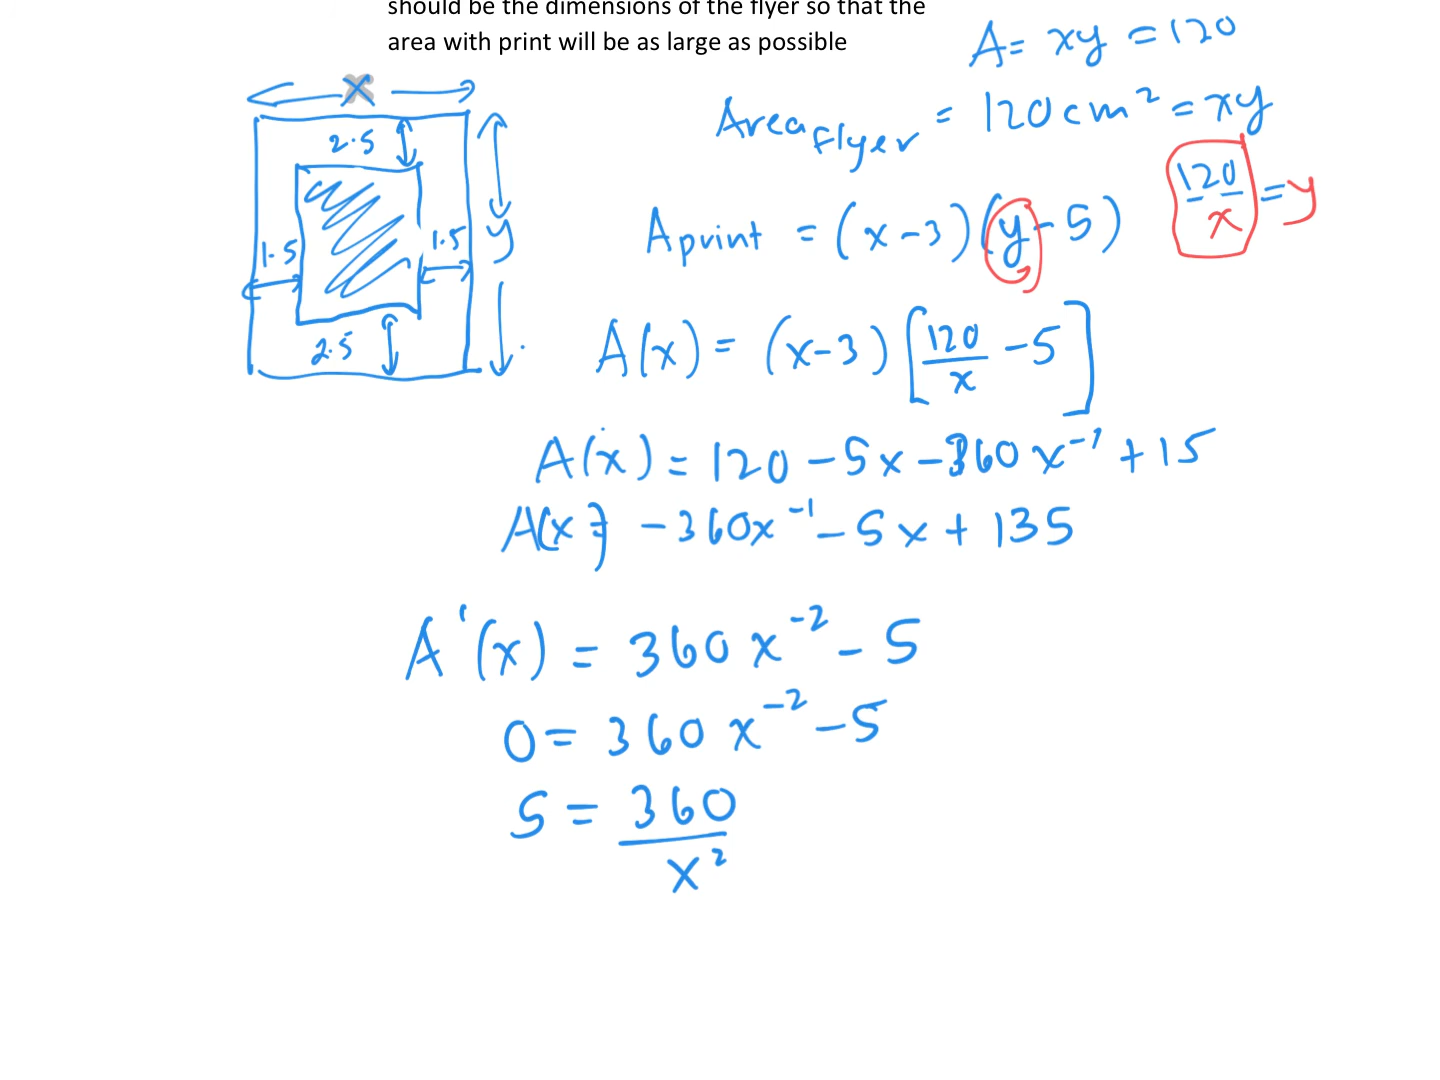 should be the dimensions of the flyer so that the
area with print will be as large as possible
A = xy = 120
x
Area flyer = 120 cm² = xy
2.5
120/x = y
A print = (x-3)(y-5)
y
1.5
1.5
2.5
A(x) = (x-3)[120/x - 5]
A(x) = 120 - 5x - 360x⁻¹ + 15
A(x) = -360x⁻¹ - 5x + 135
A'(x) = 360x⁻² - 5
0 = 360x⁻² - 5
5 = 360/x²